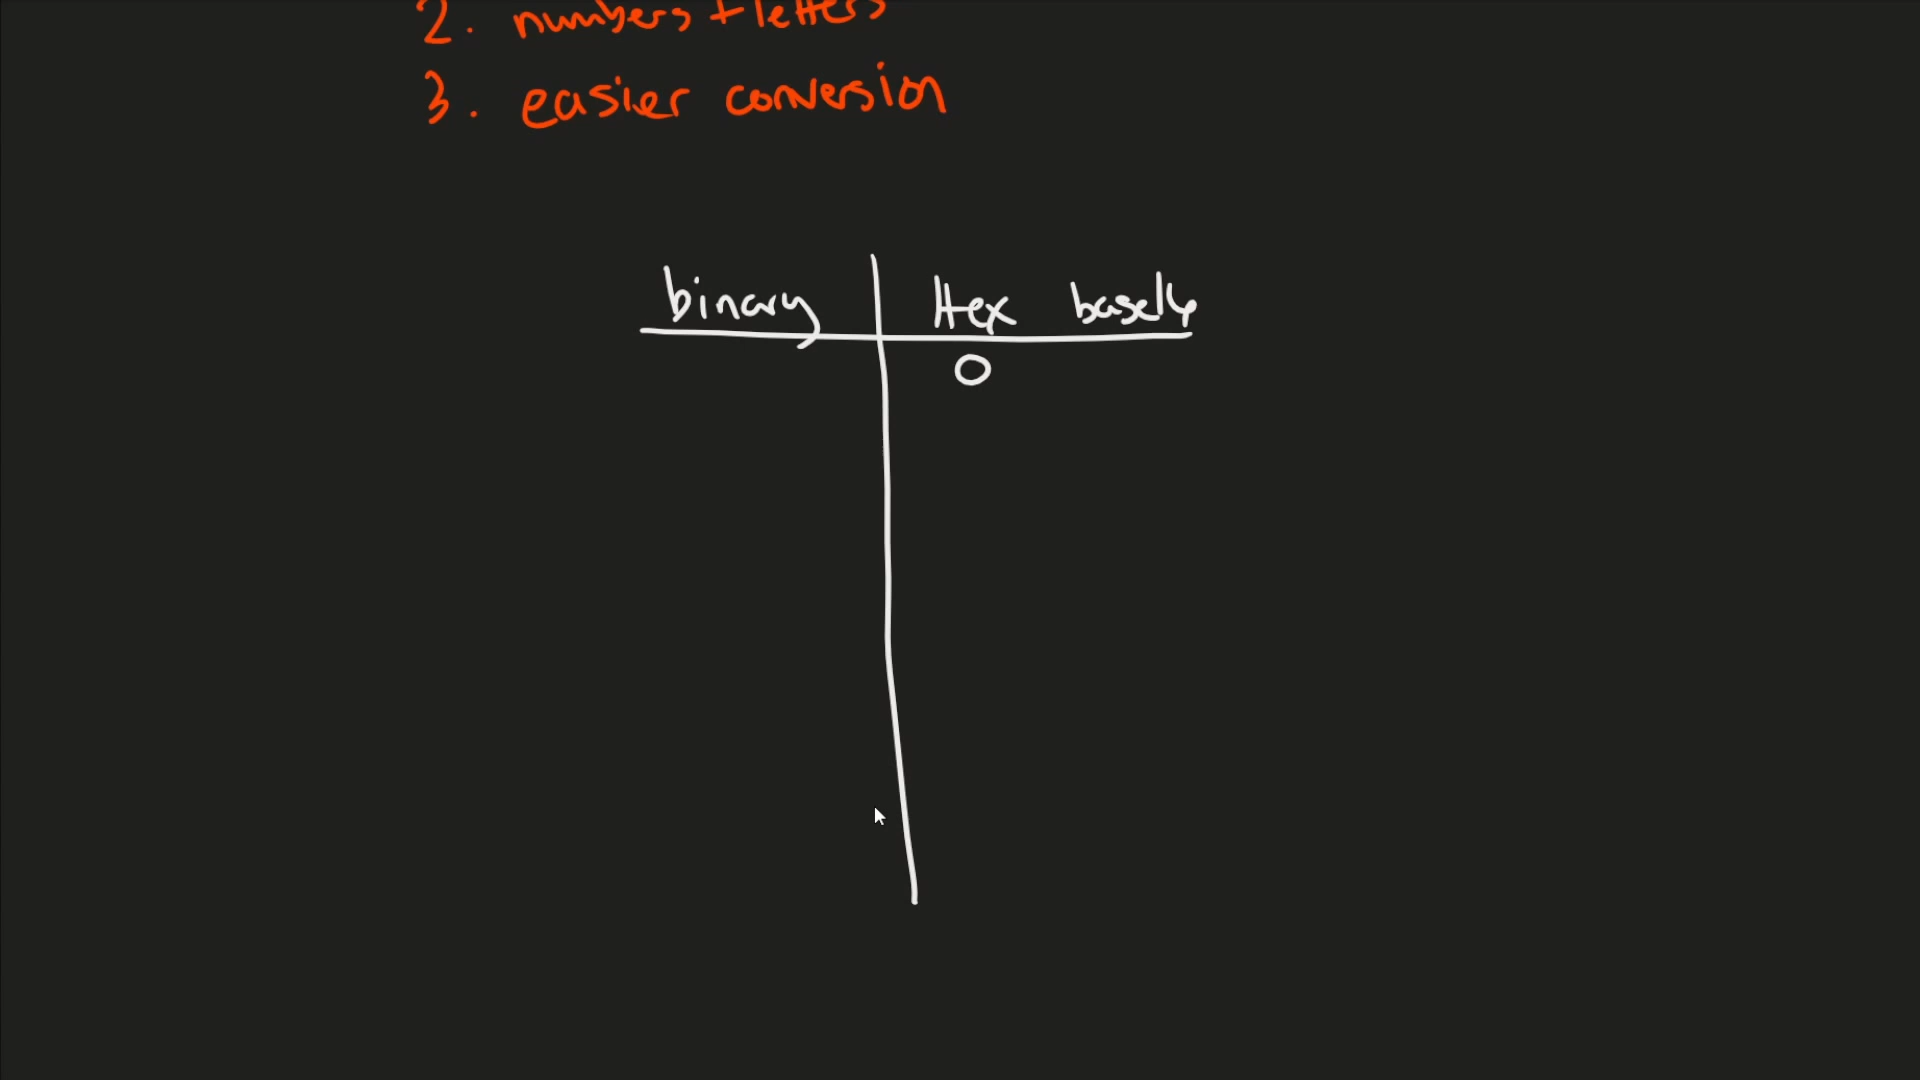 2. numbers + letters
3. easier conversion
binary Hex base16
0